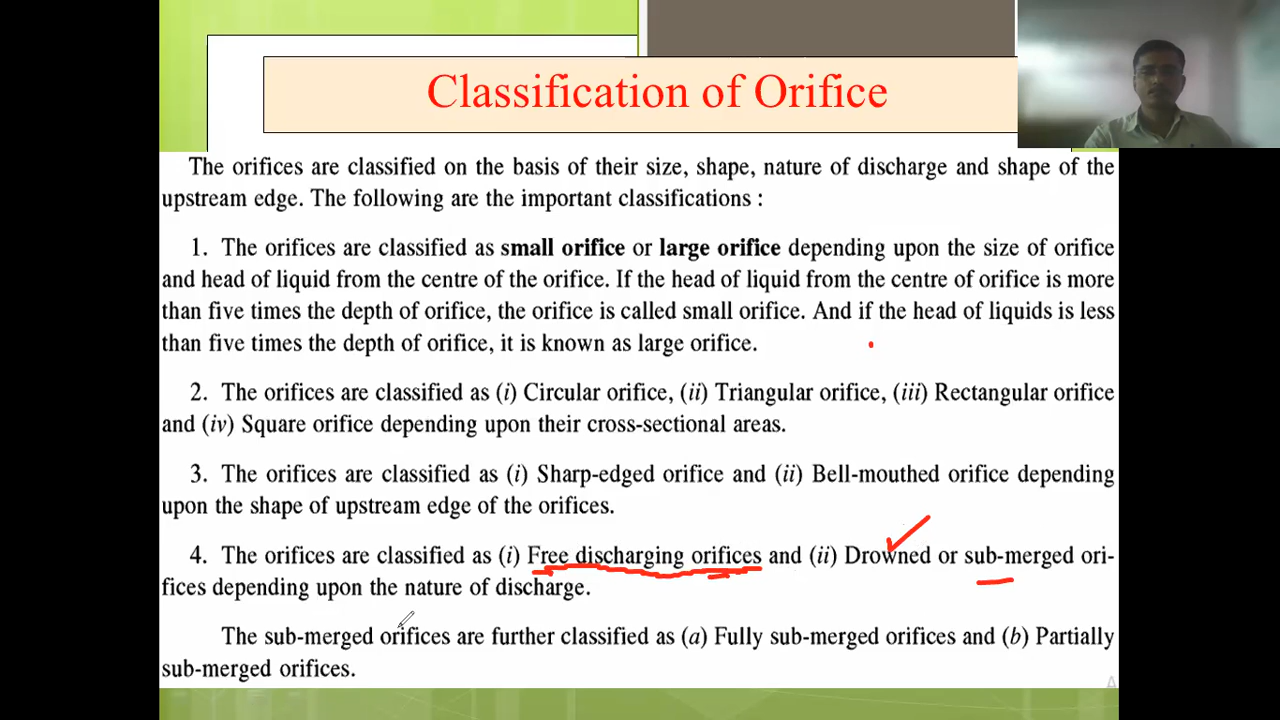 Classification of Orifice
The orifices are classified on the basis of their size, shape, nature of discharge and shape of the
upstream edge. The following are the important classifications :
1. The orifices are classified as small orifice or large orifice depending upon the size of orifice
and head of liquid from the centre of the orifice. If the head of liquid from the centre of orifice is more
than five times the depth of orifice, the orifice is called small orifice. And if the head of liquids is less
than five times the depth of orifice, it is known as large orifice.
2. The orifices are classified as (i) Circular orifice, (ii) Triangular orifice, (iii) Rectangular orifice
and (iv) Square orifice depending upon their cross-sectional areas.
3. The orifices are classified as (i) Sharp-edged orifice and (ii) Bell-mouthed orifice depending
upon the shape of upstream edge of the orifices.
4. The orifices are classified as (i) Free discharging orifices and (ii) Drowned or sub-merged ori-
fices depending upon the nature of discharge.
The sub-merged orifices are further classified as (a) Fully sub-merged orifices and (b) Partially
sub-merged orifices.
A